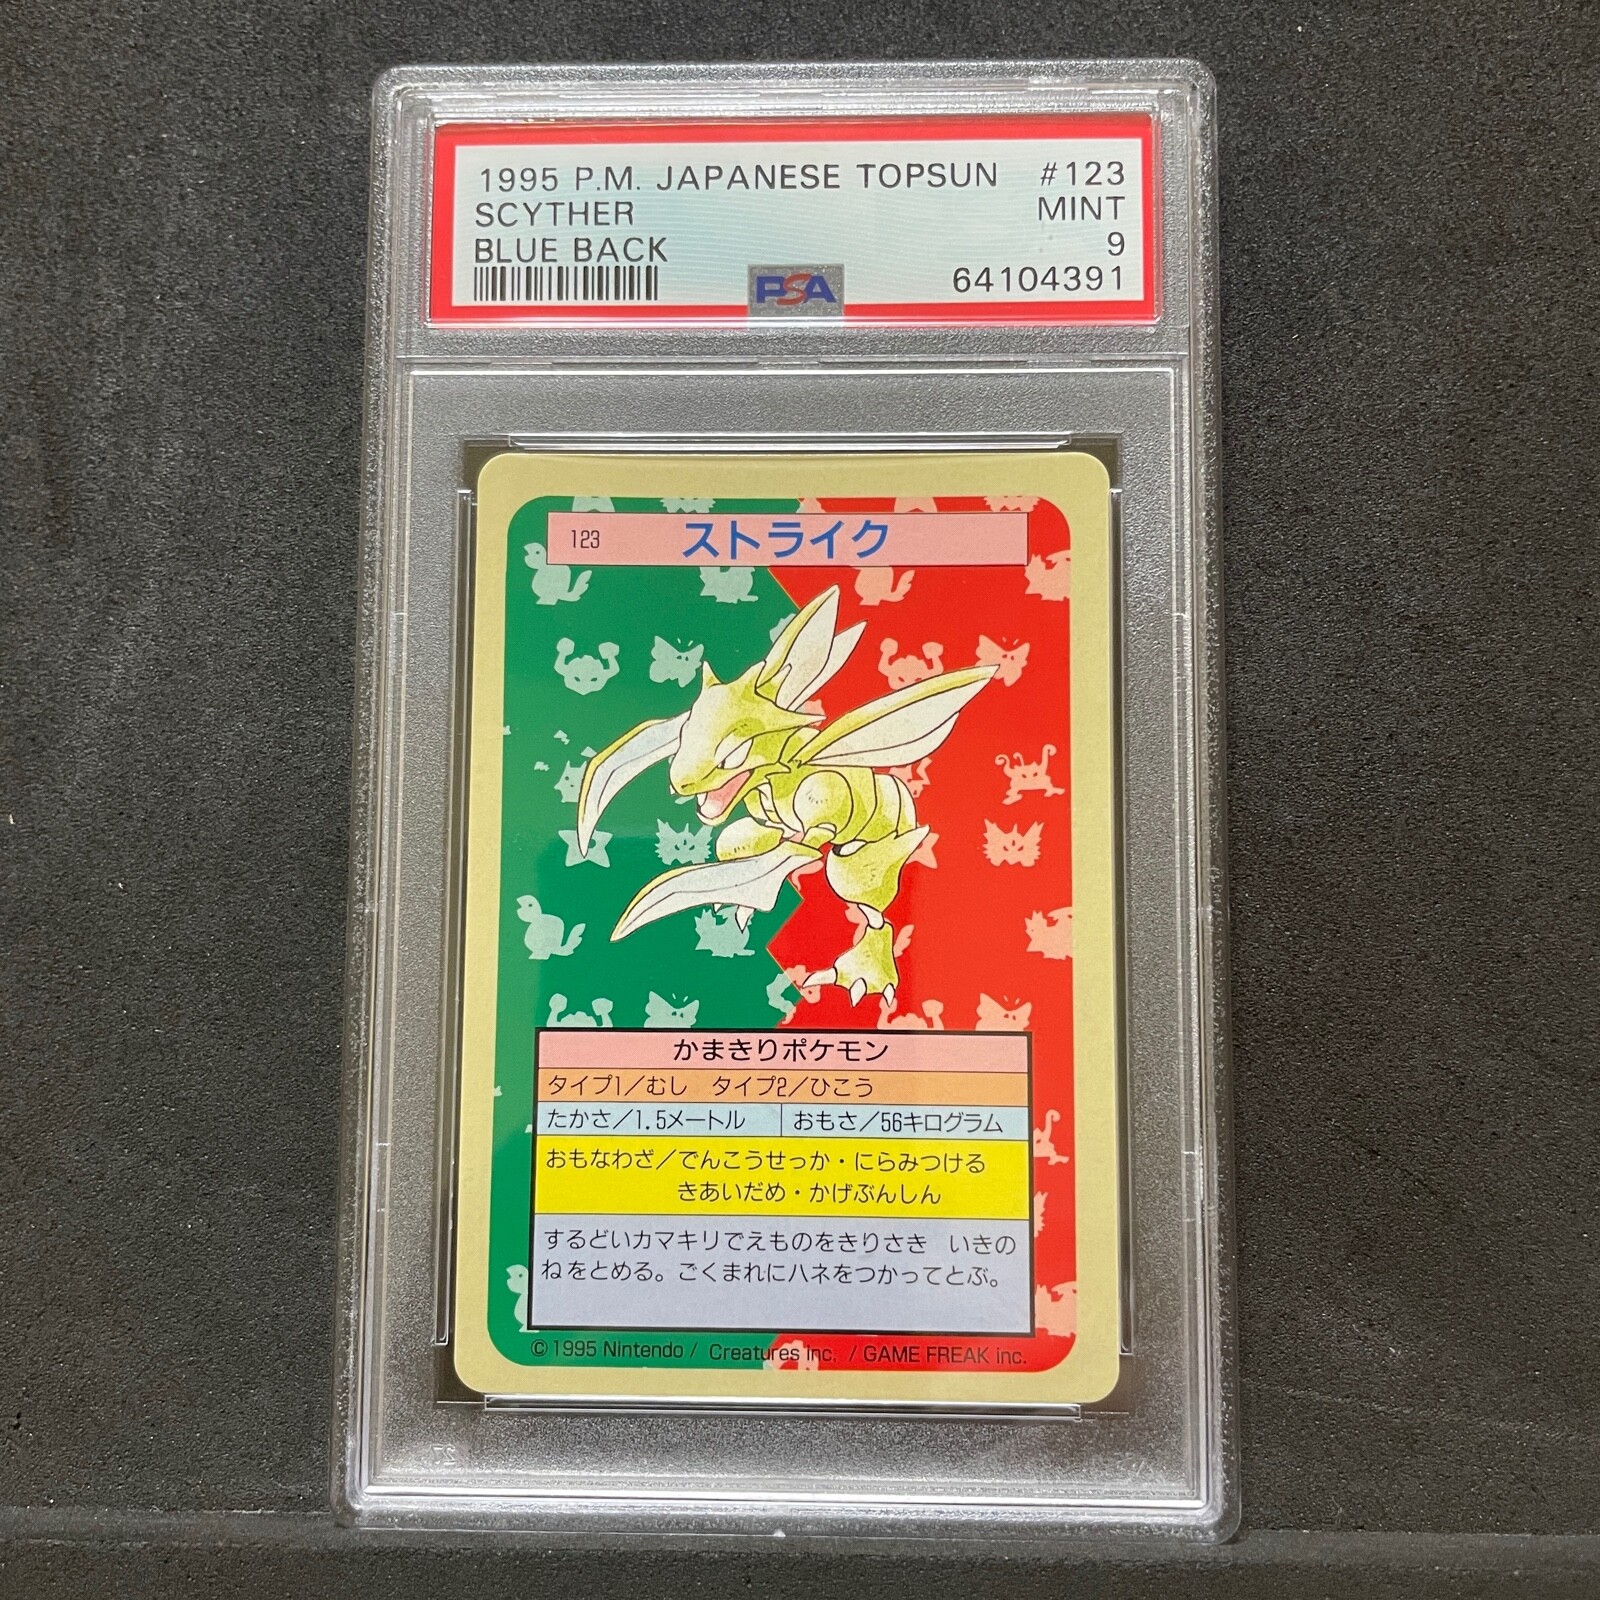 1995 P.M. JAPANESE TOPSUN #123
SCYTHER MINT
BLUE BACK 9
PSA 64104391
123 ストライク
かまきりポケモン
タイプ1/むし タイプ2/ひこう
たかさ/1.5メートル おもさ/56キログラム
おもなわざ/でんこうせっか・にらみつける
きあいだめ・かげぶんしん
するどいカマキリでえものをきりさき いきの
ねをとめる。ごくまれにハネをつかってとぶ。
©1995 Nintendo / Creatures inc. / GAME FREAK inc.